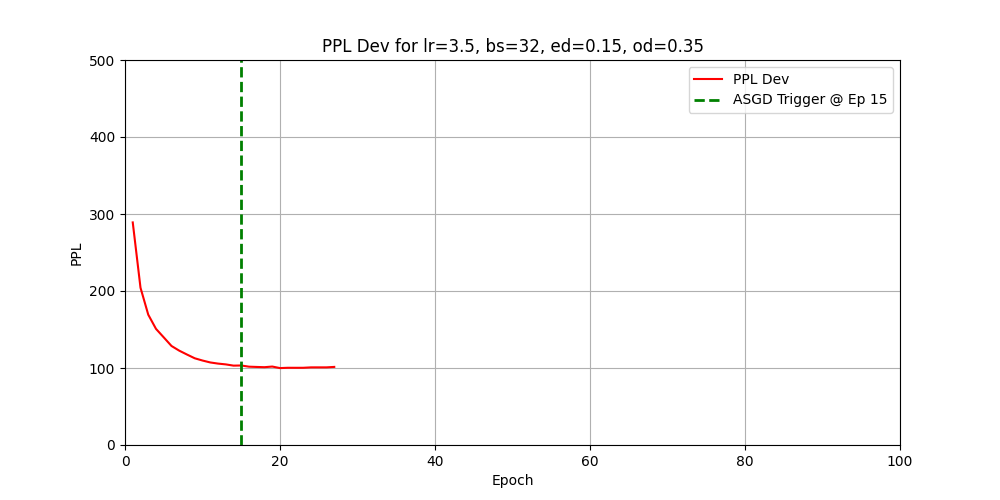 PPL Dev for lr=3.5, bs=32, ed=0.15, od=0.35
PPL Dev
ASGD Trigger @ Ep 15
PPL
500
400
300
200
100
0
0 20 40 60 80 100
Epoch